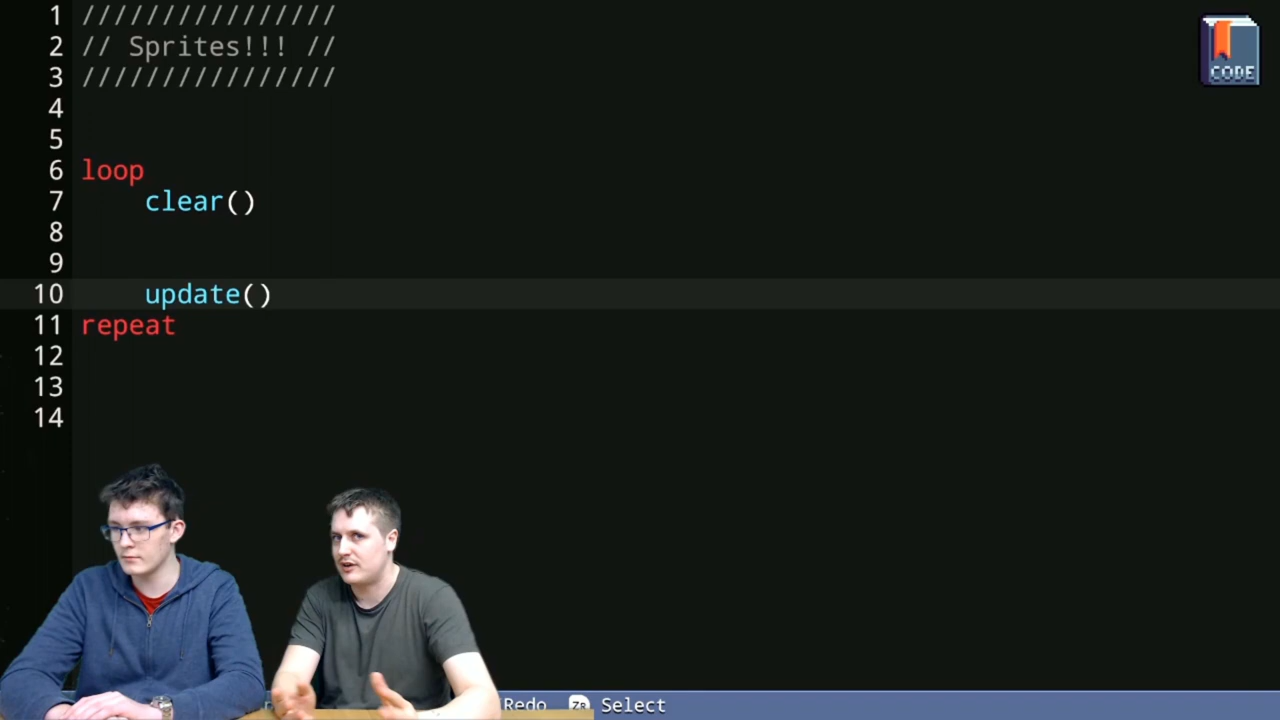 1 ////////////////
2 // Sprites!!! //
3 ////////////////
4
5
6 loop
7 clear()
8
9
10 update()
11 repeat
12
13
14
CODE
Redo ZR Select